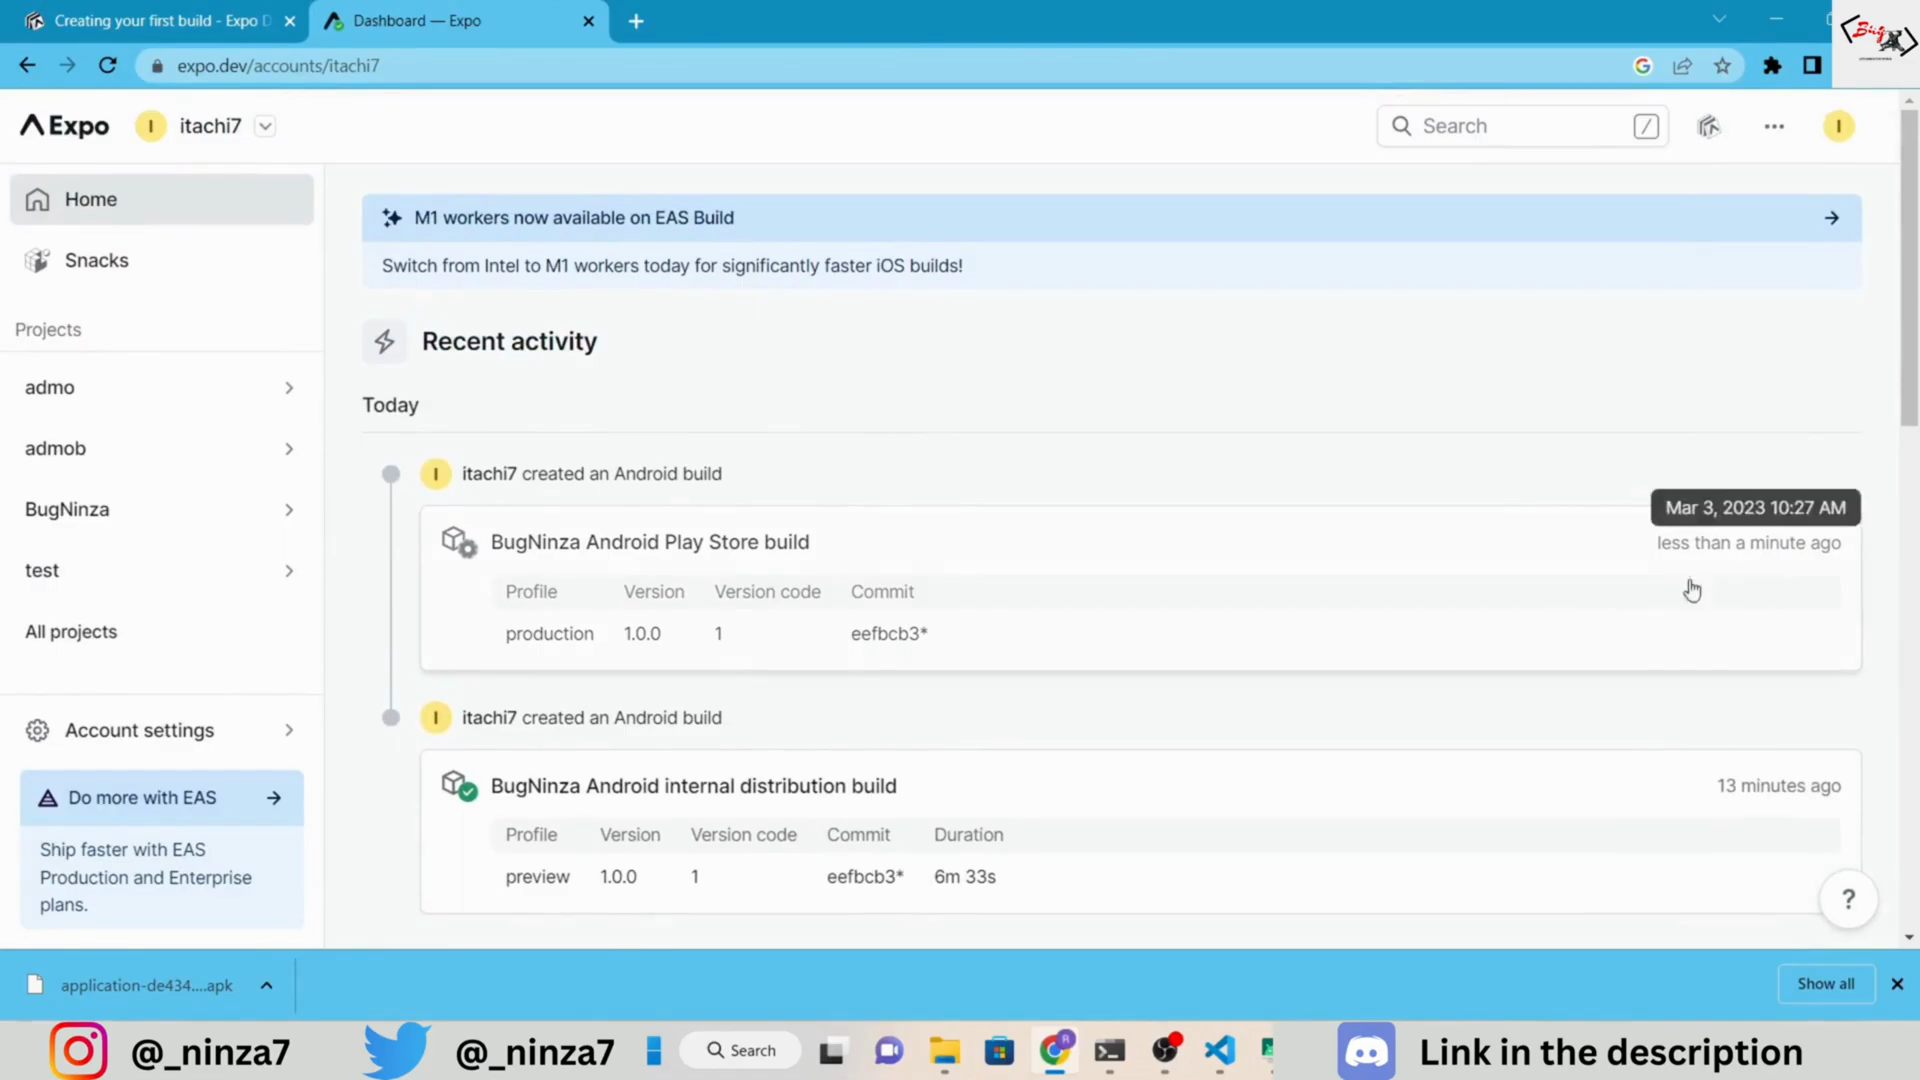 Creating your first build - Expo D
Dashboard — Expo
expo.dev/accounts/itachi7
Expo
I
itachi7
Search
/
I
Home
Snacks
Projects
admo
admob
BugNinza
test
All projects
Account settings
Do more with EAS
Ship faster with EAS
Production and Enterprise
plans.
M1 workers now available on EAS Build
Switch from Intel to M1 workers today for significantly faster iOS builds!
Recent activity
Today
I
itachi7 created an Android build
Mar 3, 2023 10:27 AM
BugNinza Android Play Store build
less than a minute ago
Profile Version Version code Commit
production 1.0.0 1 eefbcb3*
I
itachi7 created an Android build
BugNinza Android internal distribution build
13 minutes ago
Profile Version Version code Commit Duration
preview 1.0.0 1 eefbcb3* 6m 33s
?
application-de434....apk
Show all
@_ninza7
@_ninza7
Search
Link in the description